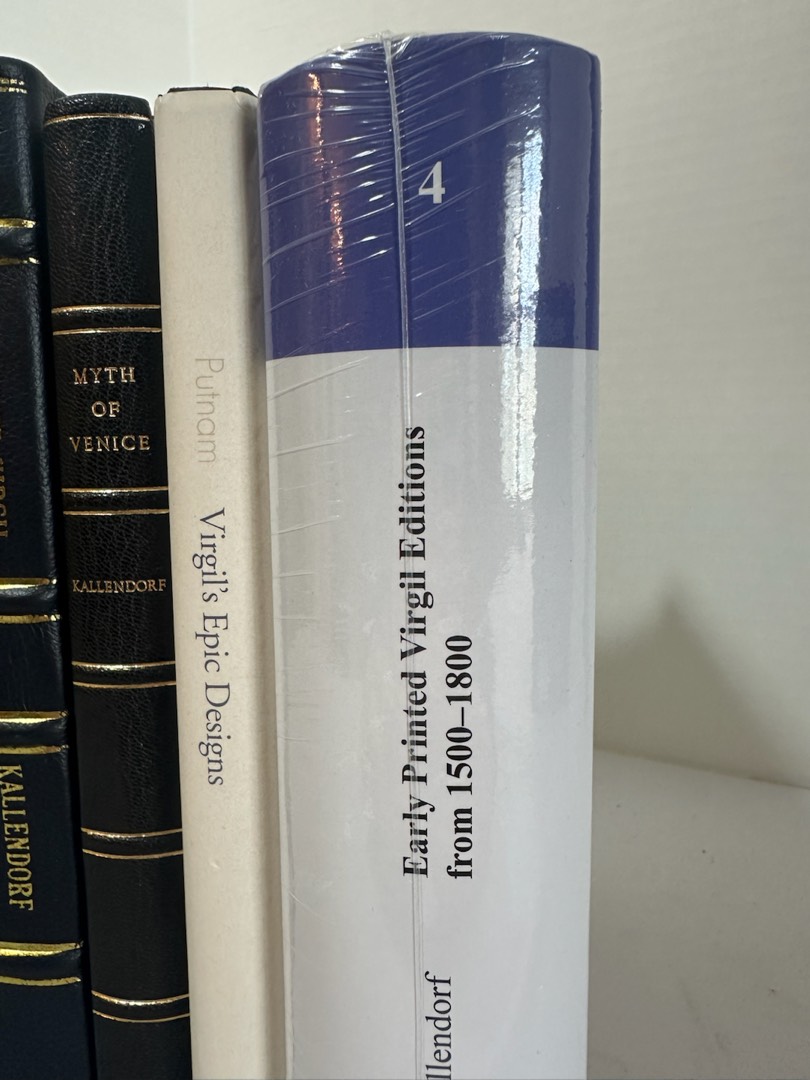 KALLENDORF
MYTH
OF
VENICE
KALLENDORF
Putnam
Virgil's Epic Designs
4
Early Printed Virgil Editions
from 1500–1800
llendorf